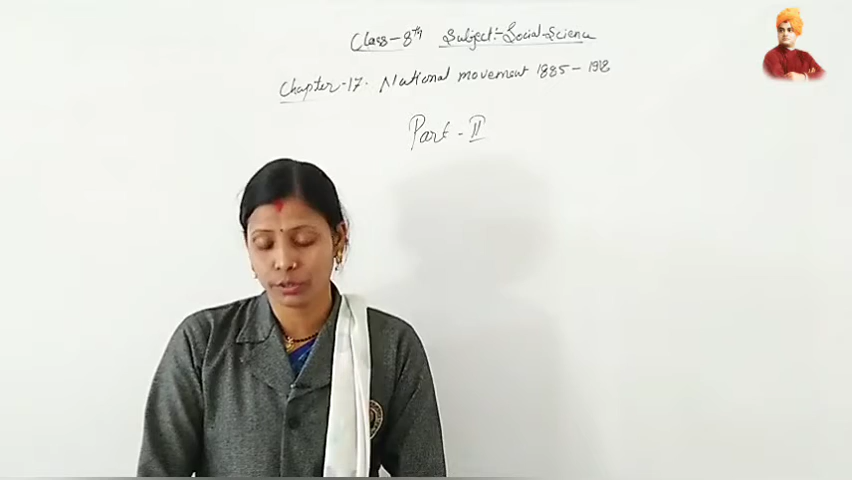 Class-8th Subject:-Social-Science
Chapter-17. National movement 1885-1918
Part-II